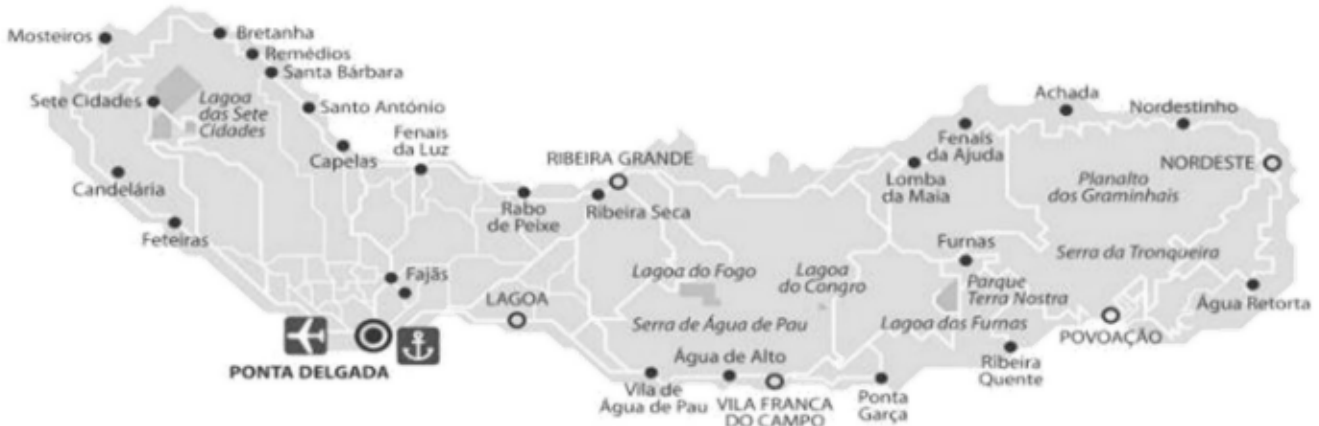 Mosteiros
Bretanha
Remédios
Santa Bárbara
Sete Cidades
Lagoa
das Sete
Cidades
Santo António
Capelas
Fenais
da Luz
Candelária
Feteiras
RIBEIRA GRANDE
Rabo
de Peixe
Ribeira Seca
Achada
Nordestinho
Fenais
da Ajuda
NORDESTE
Lomba
da Maia
Planalto
dos Graminhais
Fajãs
LAGOA
Lagoa do Fogo
Lagoa
do Congro
Furnas
Serra da Tronqueira
Parque
Terra Nostra
Água Retorta
Serra de Água de Pau
Lagoa das Furnas
POVOAÇÃO
PONTA DELGADA
Água de Alto
Ribeira
Quente
Vila de
Água de Pau
VILA FRANCA
DO CAMPO
Ponta
Garça